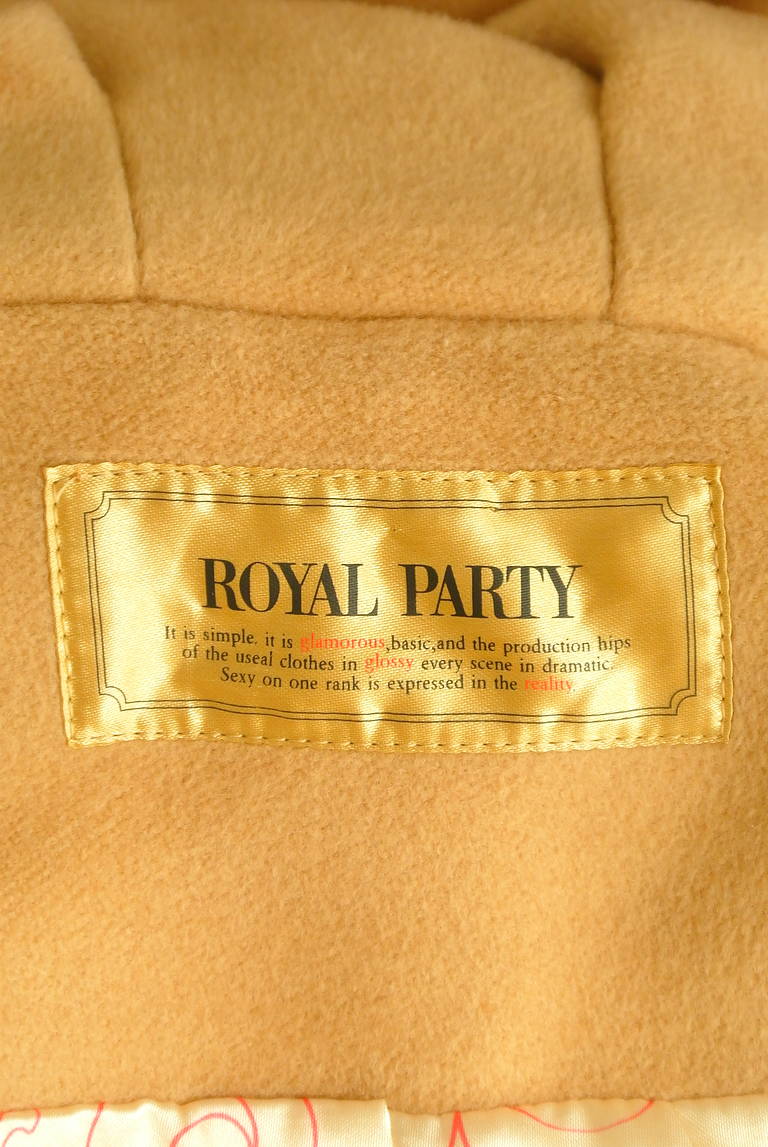 ROYAL PARTY
It is simple, it is glamorous,basic,and the production hips
of the useal clothes in glossy every scene in dramatic.
Sexy on one rank is expressed in the reality.